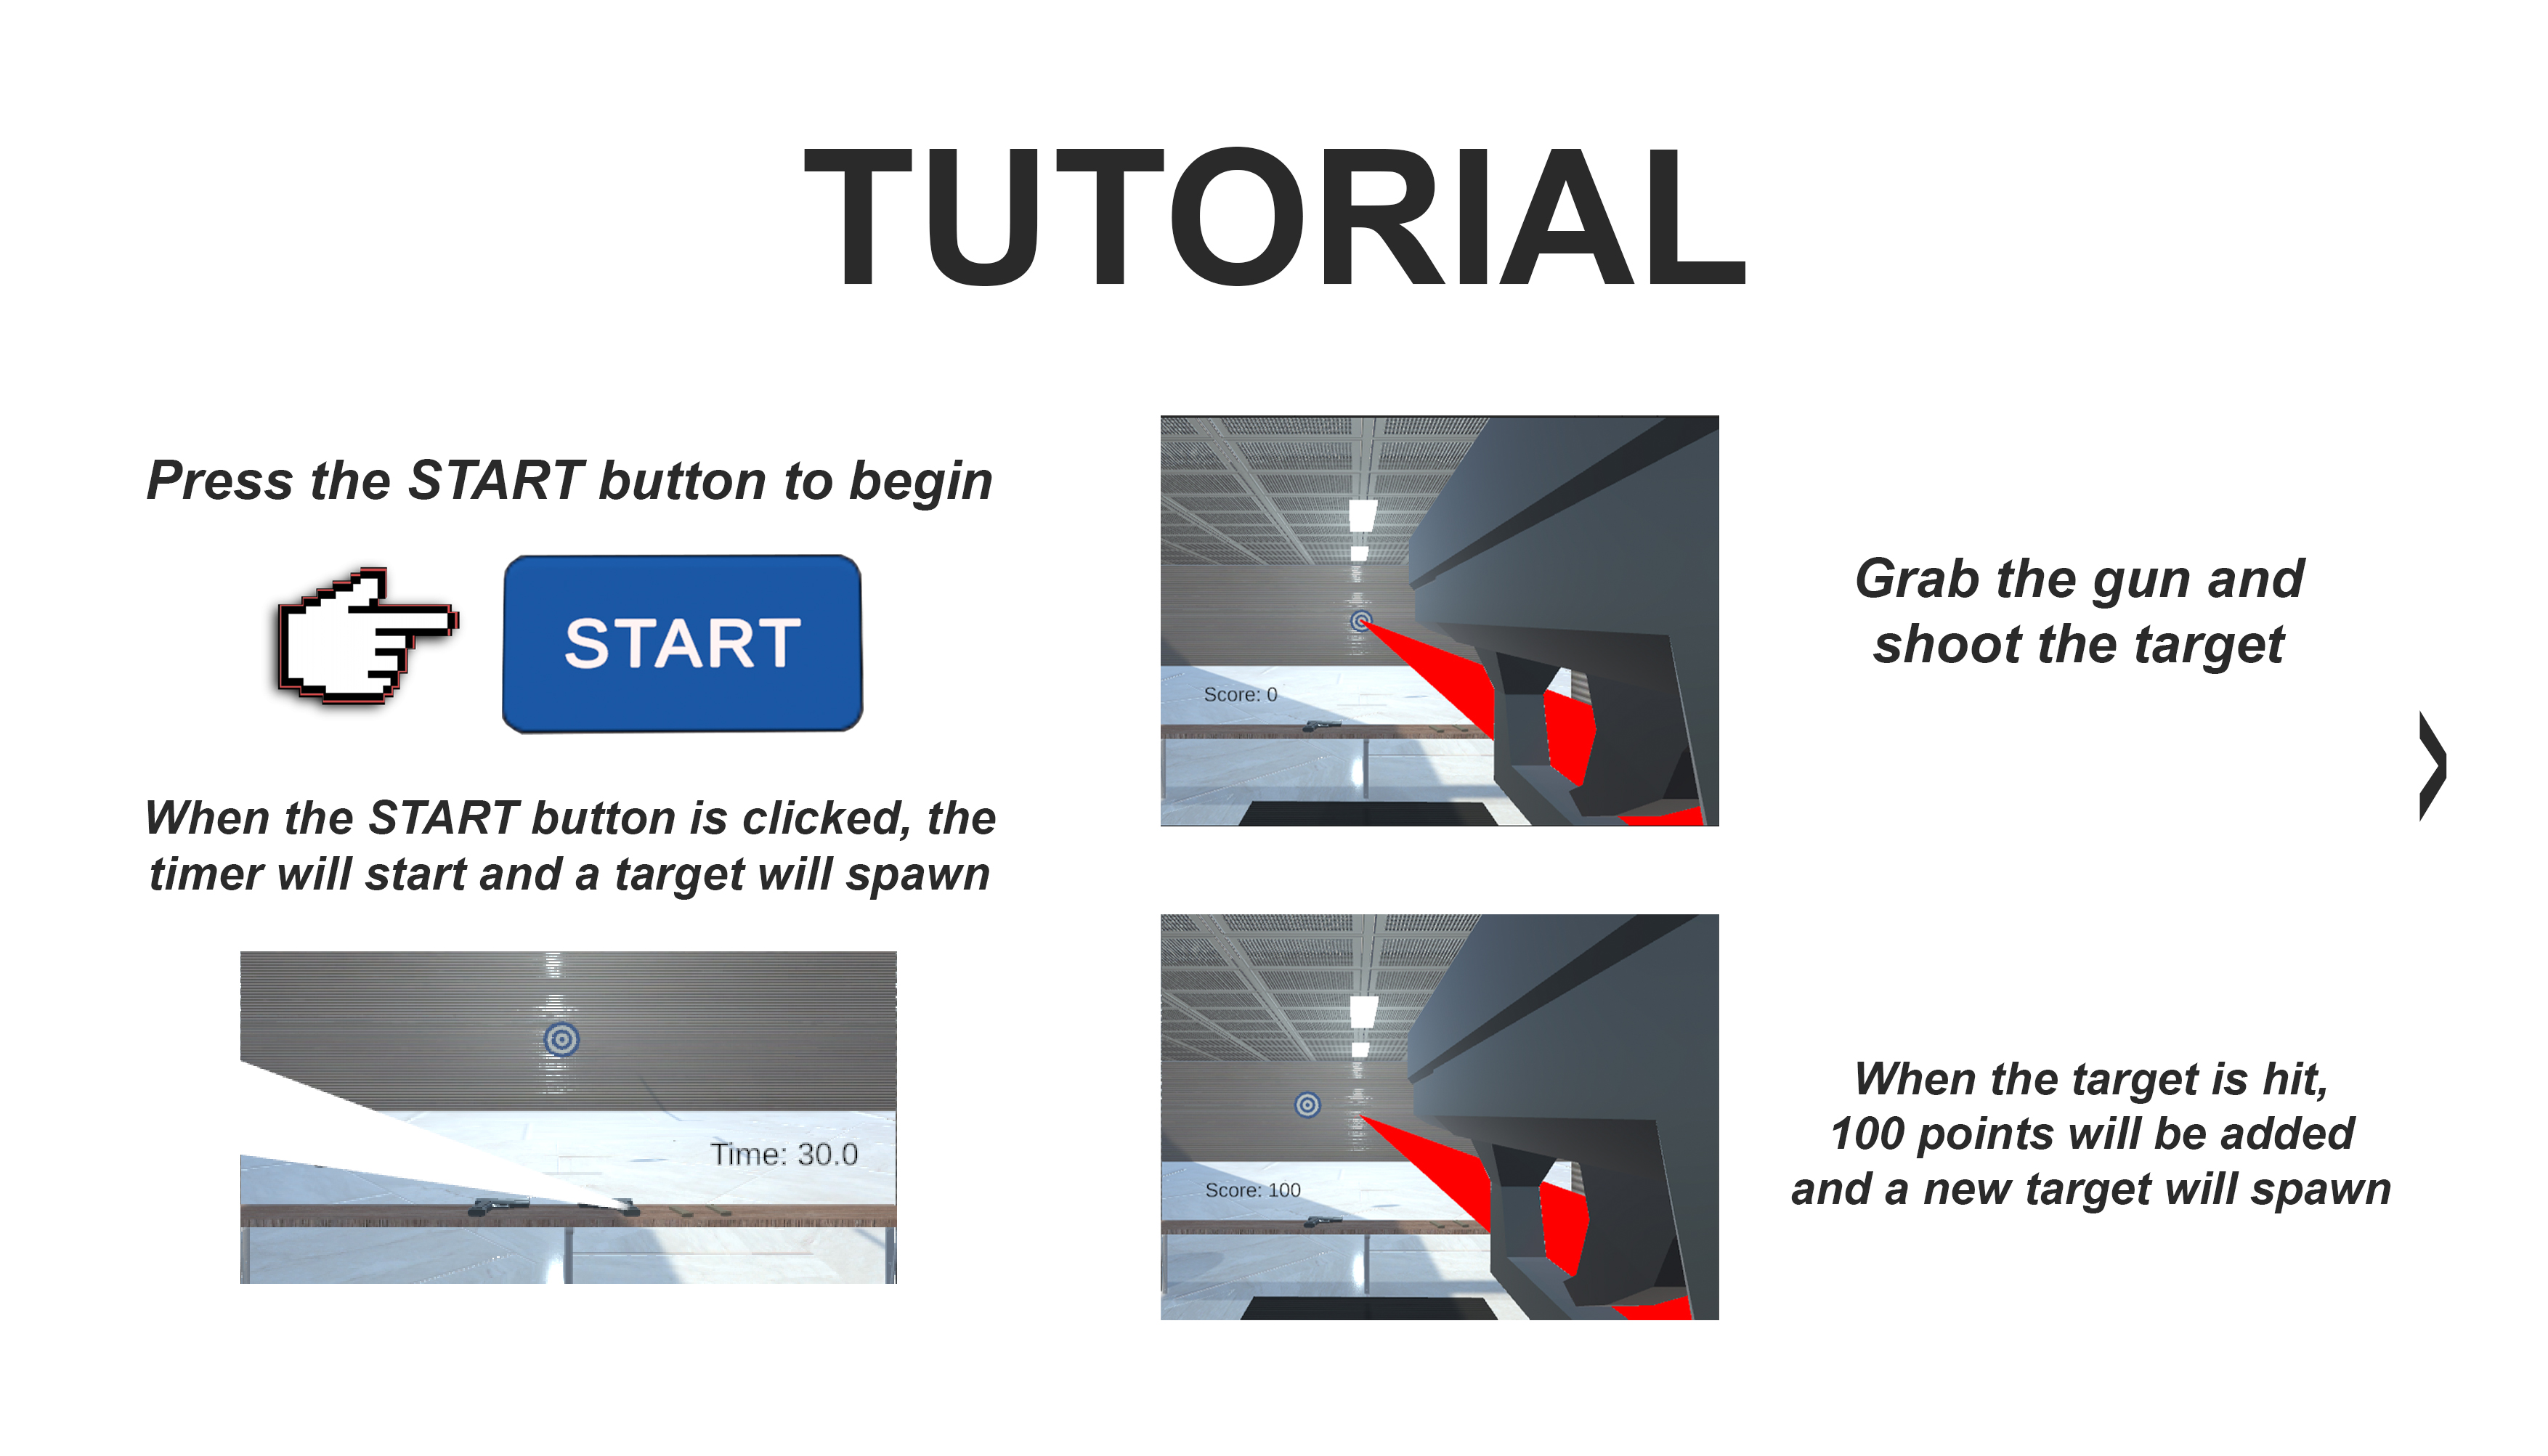 TUTORIAL
Press the START button to begin
START
When the START button is clicked, the
timer will start and a target will spawn
Time: 30.0
Score: 0
Grab the gun and
shoot the target
Score: 100
When the target is hit,
100 points will be added
and a new target will spawn